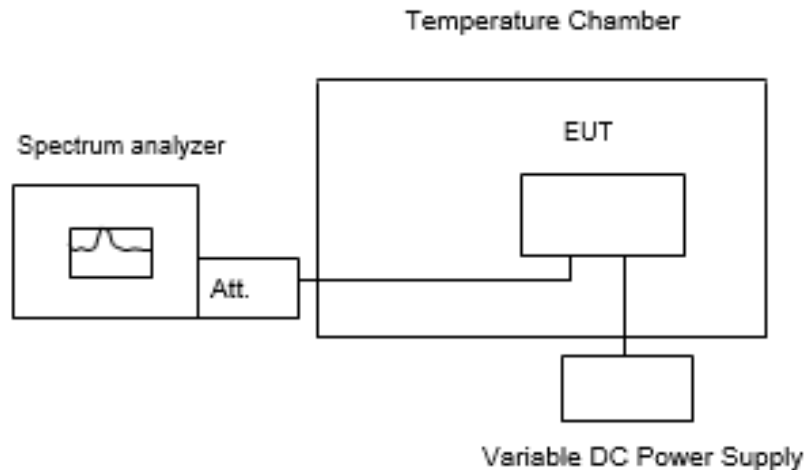 Temperature Chamber
EUT
Spectrum analyzer
Att.
Variable DC Power Supply